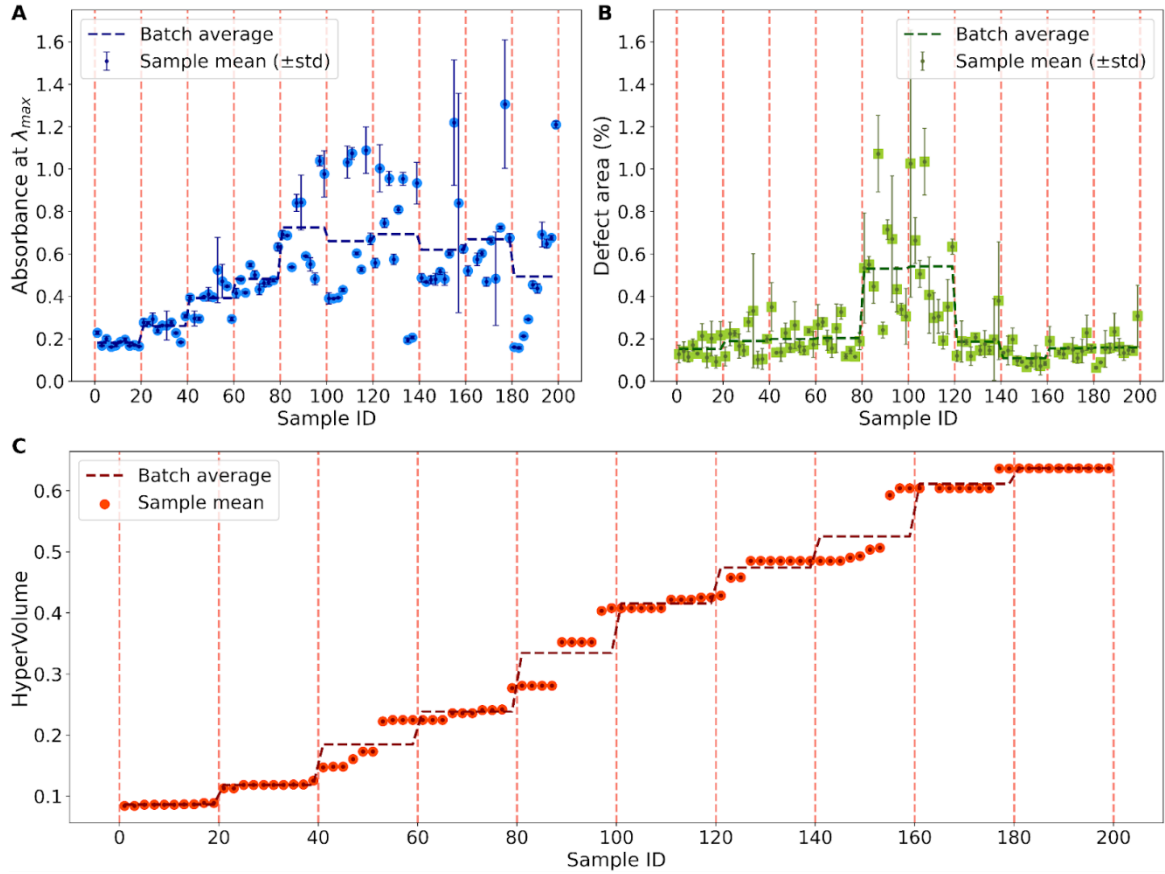 A
Batch average
Sample mean (±std)
Absorbance at λmax
1.6
1.4
1.2
1.0
0.8
0.6
0.4
0.2
0.0
0 20 40 60 80 100 120 140 160 180 200
Sample ID
B
Batch average
Sample mean (±std)
Defect area (%)
1.6
1.4
1.2
1.0
0.8
0.6
0.4
0.2
0.0
0 20 40 60 80 100 120 140 160 180 200
Sample ID
C
Batch average
Sample mean
HyperVolume
0.6
0.5
0.4
0.3
0.2
0.1
0 20 40 60 80 100 120 140 160 180 200
Sample ID